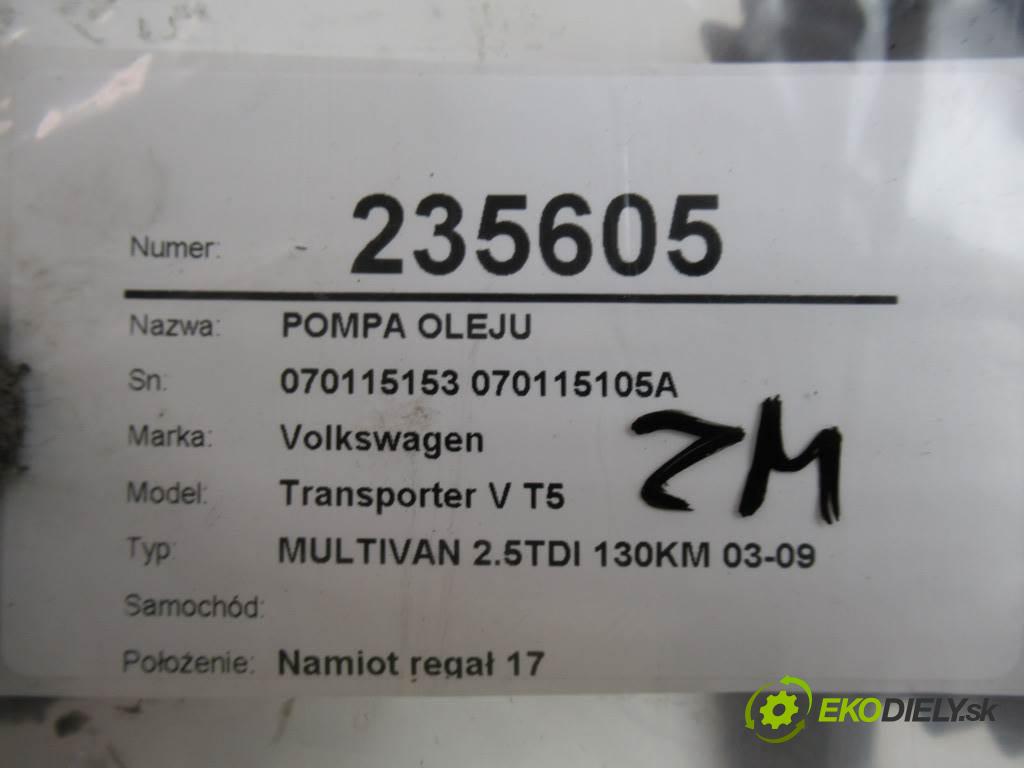 Numer: 235605
Nazwa: POMPA OLEJU
Sn: 070115153 070115105A
Marka: Volkswagen
Model: Transporter V T5
ZM
Typ: MULTIVAN 2.5TDI 130KM 03-09
Samochód:
Położenie: Namiot regał 17
EKODIELY.sk